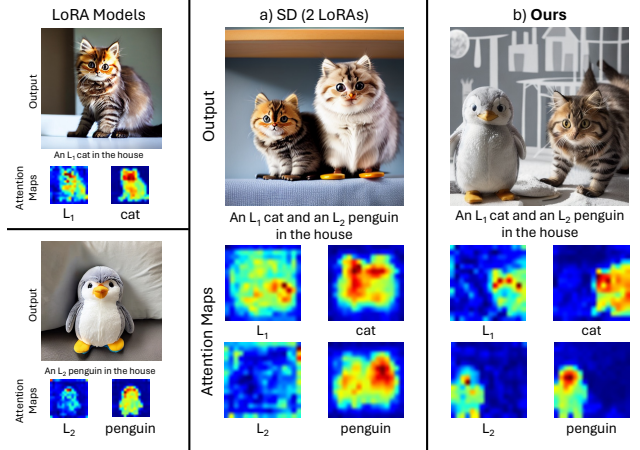 LoRA Models
Output
An L₁ cat in the house
Attention
Maps
L₁ cat
Output
An L₂ penguin in the house
Attention
Maps
L₂ penguin
a) SD (2 LoRAs)
Output
An L₁ cat and an L₂ penguin
in the house
Attention Maps
L₁ cat
L₂ penguin
b) Ours
An L₁ cat and an L₂ penguin
in the house
L₁ cat
L₂ penguin